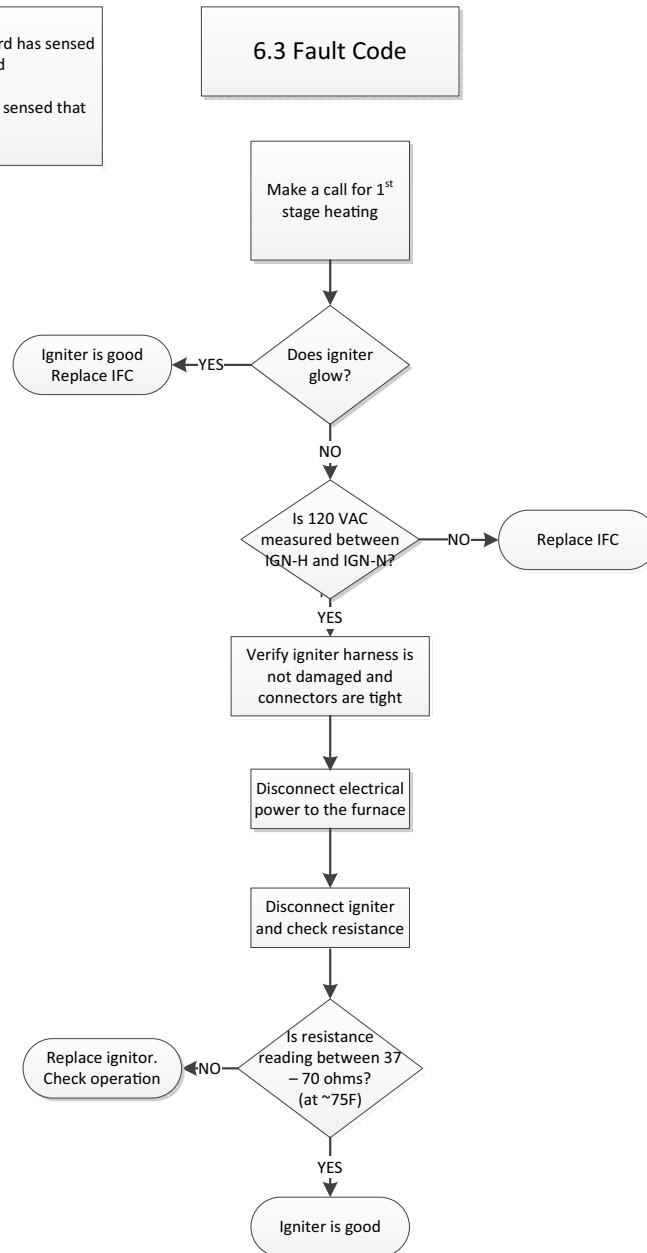 rd has sensed
d
sensed that
6.3 Fault Code
Make a call for 1st
stage heating
Does igniter
glow?
YES
Igniter is good
Replace IFC
NO
Is 120 VAC
measured between
IGN-H and IGN-N?
NO
Replace IFC
YES
Verify igniter harness is
not damaged and
connectors are tight
Disconnect electrical
power to the furnace
Disconnect igniter
and check resistance
Is resistance
reading between 37
– 70 ohms?
(at ~75F)
NO
Replace ignitor.
Check operation
YES
Igniter is good